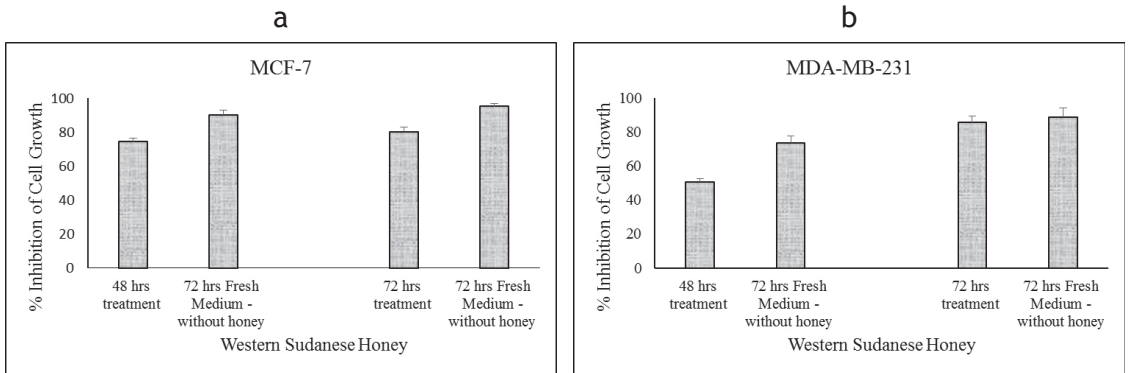 a
MCF-7
% Inhibition of Cell Growth
100
80
60
40
20
0
48 hrs
treatment
72 hrs Fresh
Medium -
without honey
72 hrs
treatment
72 hrs Fresh
Medium -
without honey
Western Sudanese Honey
b
MDA-MB-231
% Inhibition of Cell Growth
100
80
60
40
20
0
48 hrs
treatment
72 hrs Fresh
Medium -
without honey
72 hrs
treatment
72 hrs Fresh
Medium -
without honey
Western Sudanese Honey